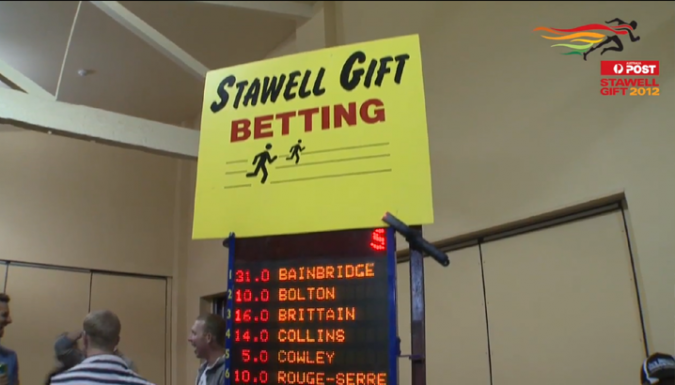 STAWELL GIFT
BETTING
1 31.0 BAINBRIDGE
2 10.0 BOLTON
3 16.0 BRITTAIN
4 14.0 COLLINS
5 5.0 COWLEY
6 10.0 ROUGE-SERRE
POST
STAWELL
GIFT 2012